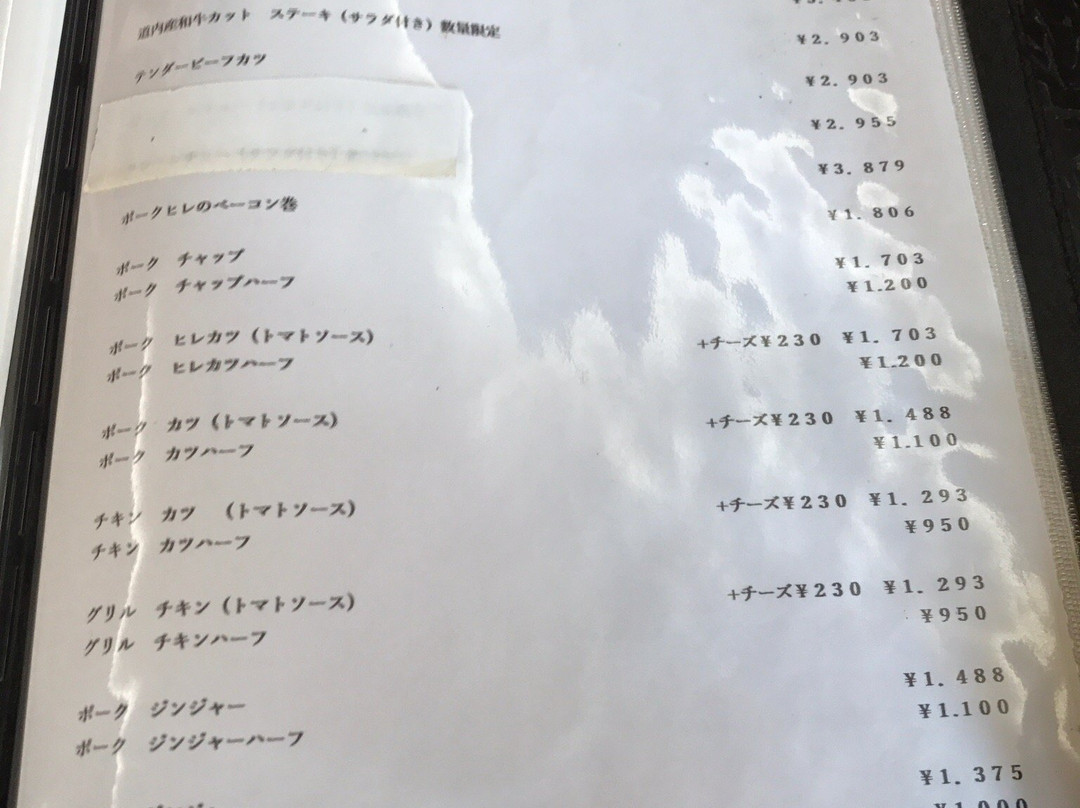 道内産和牛カット　ステーキ（サラダ付き）数量限定 ¥2．903
テンダービーフカツ ¥2．903
¥2．955
¥3．879
ポークヒレのベーコン巻 ¥1．806
ポーク　チャップ ¥1．703
ポーク　チャップハーフ ¥1.200
ポーク　ヒレカツ（トマトソース） +チーズ¥230 ¥1．703
ポーク　ヒレカツハーフ ¥1.200
ポーク　カツ（トマトソース） +チーズ¥230 ¥1．488
ポーク　カツハーフ ¥1.100
チキン　カツ　（トマトソース） +チーズ¥230 ¥1．293
チキン　カツハーフ ¥950
グリル　チキン（トマトソース） +チーズ¥230 ¥1．293
グリル　チキンハーフ ¥950
ポーク　ジンジャー ¥1．488
ポーク　ジンジャーハーフ ¥1.100
¥1．375